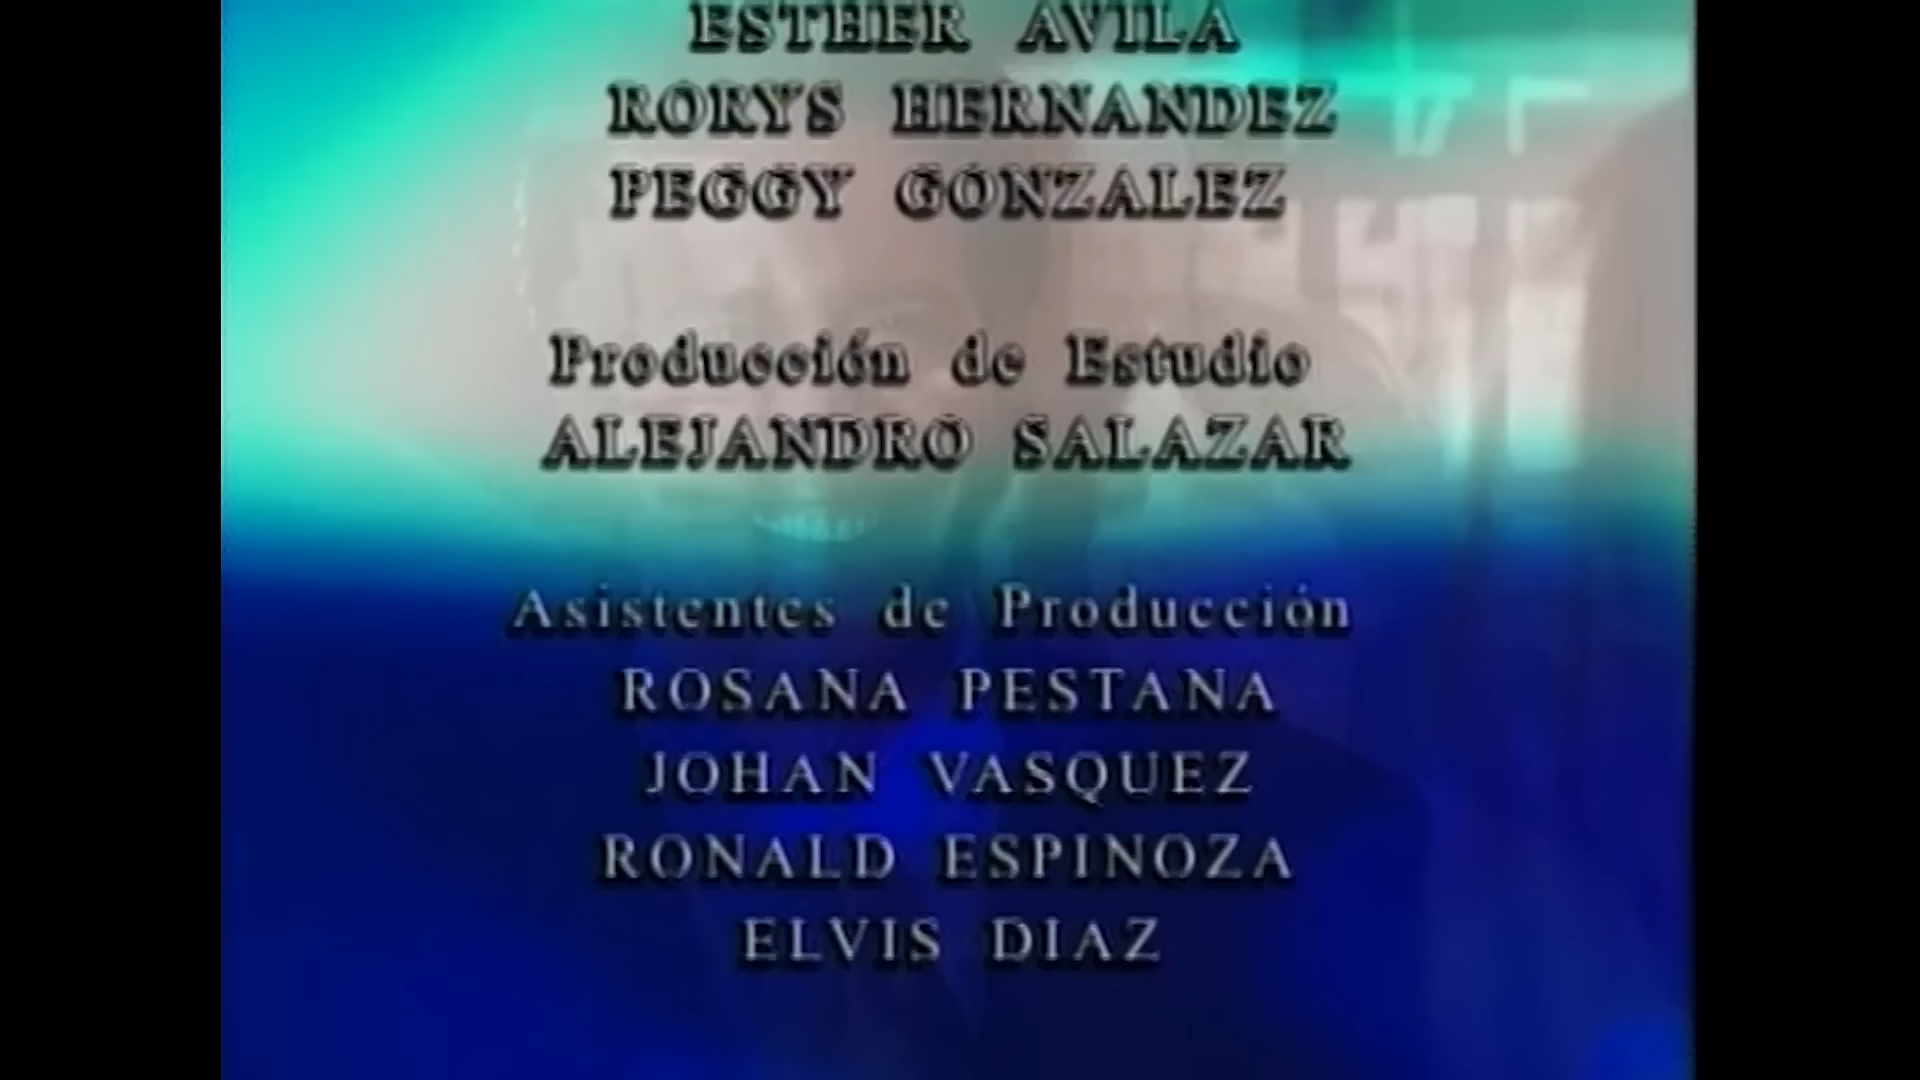 ESTHER AVILA
RORYS HERNANDEZ
PEGGY GONZALEZ
Producción de Estudio
ALEJANDRO SALAZAR
Asistentes de Producción
ROSANA PESTANA
JOHAN VASQUEZ
RONALD ESPINOZA
ELVIS DIAZ